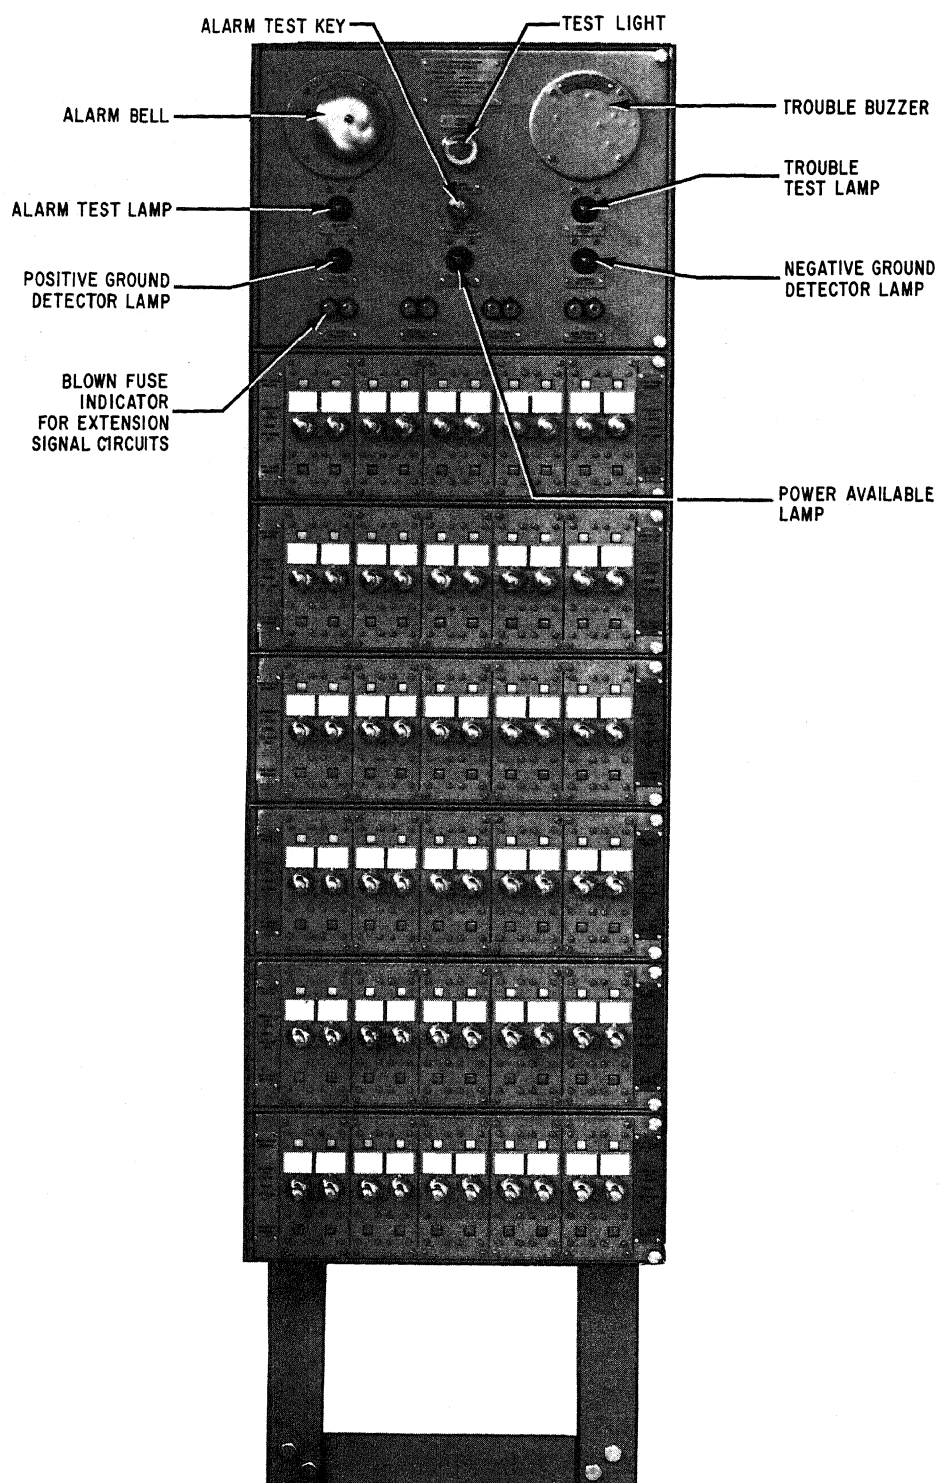 ALARM TEST KEY
TEST LIGHT
ALARM BELL
TROUBLE BUZZER
TROUBLE
TEST LAMP
ALARM TEST LAMP
POSITIVE GROUND
DETECTOR LAMP
NEGATIVE GROUND
DETECTOR LAMP
BLOWN FUSE
INDICATOR
FOR EXTENSION
SIGNAL CIRCUITS
POWER AVAILABLE
LAMP